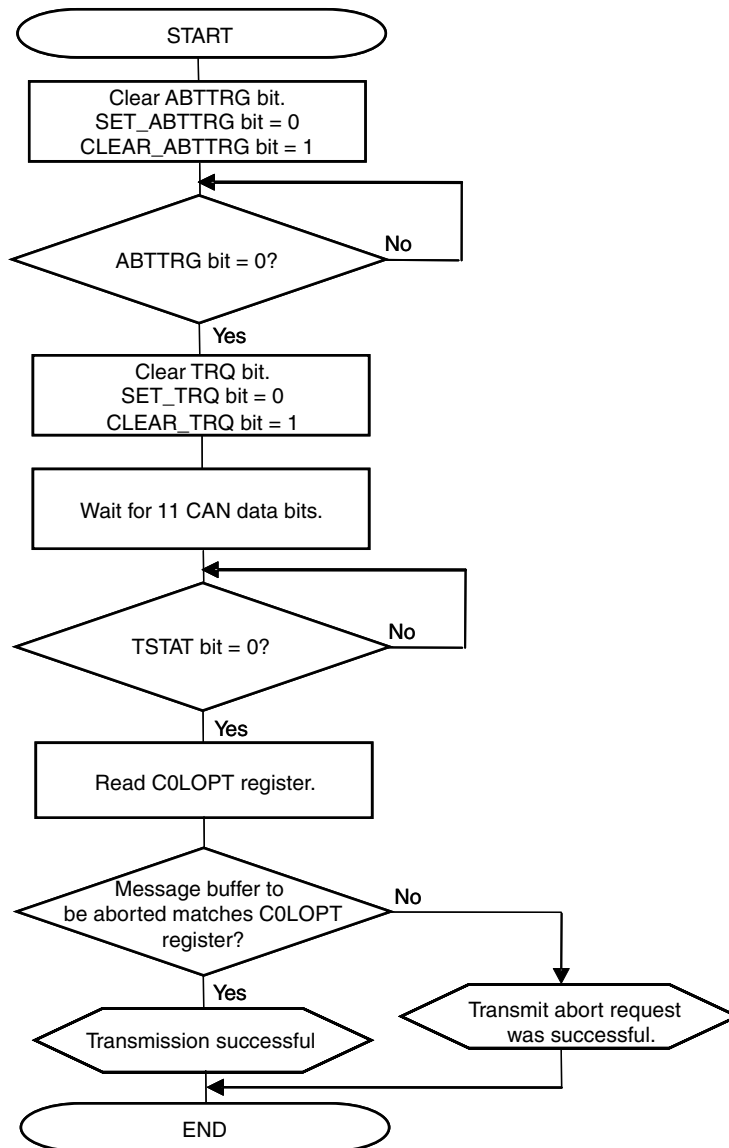 START
Clear ABTTRG bit.
SET_ABTTRG bit = 0
CLEAR_ABTTRG bit = 1
ABTTRG bit = 0?
No
Yes
Clear TRQ bit.
SET_TRQ bit = 0
CLEAR_TRQ bit = 1
Wait for 11 CAN data bits.
TSTAT bit = 0?
No
Yes
Read C0LOPT register.
Message buffer to
be aborted matches C0LOPT
register?
No
Yes
Transmission successful
Transmit abort request
was successful.
END